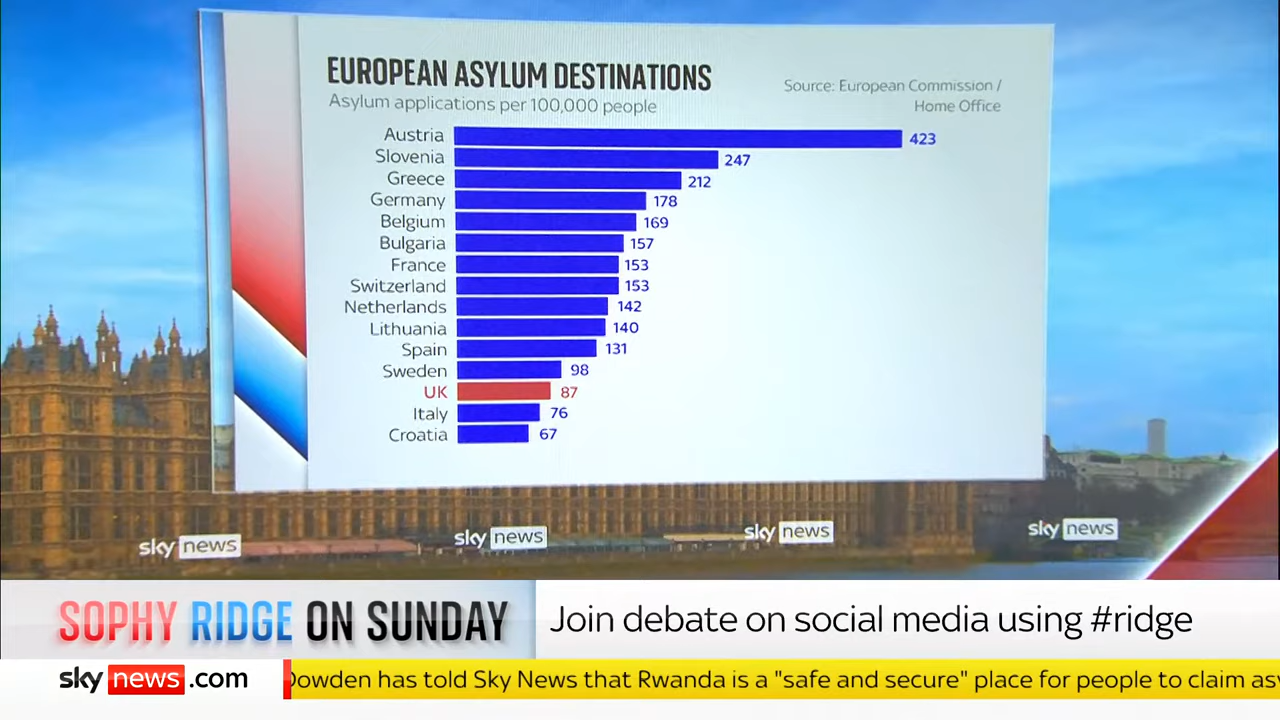 EUROPEAN ASYLUM DESTINATIONS
Asylum applications per 100,000 people
Source: European Commission /
Home Office
Austria 423
Slovenia 247
Greece 212
Germany 178
Belgium 169
Bulgaria 157
France 153
Switzerland 153
Netherlands 142
Lithuania 140
Spain 131
Sweden 98
UK 87
Italy 76
Croatia 67
sky news
sky news
sky news
sky news
SOPHY RIDGE ON SUNDAY
Join debate on social media using #ridge
sky news .com
Dowden has told Sky News that Rwanda is a "safe and secure" place for people to claim